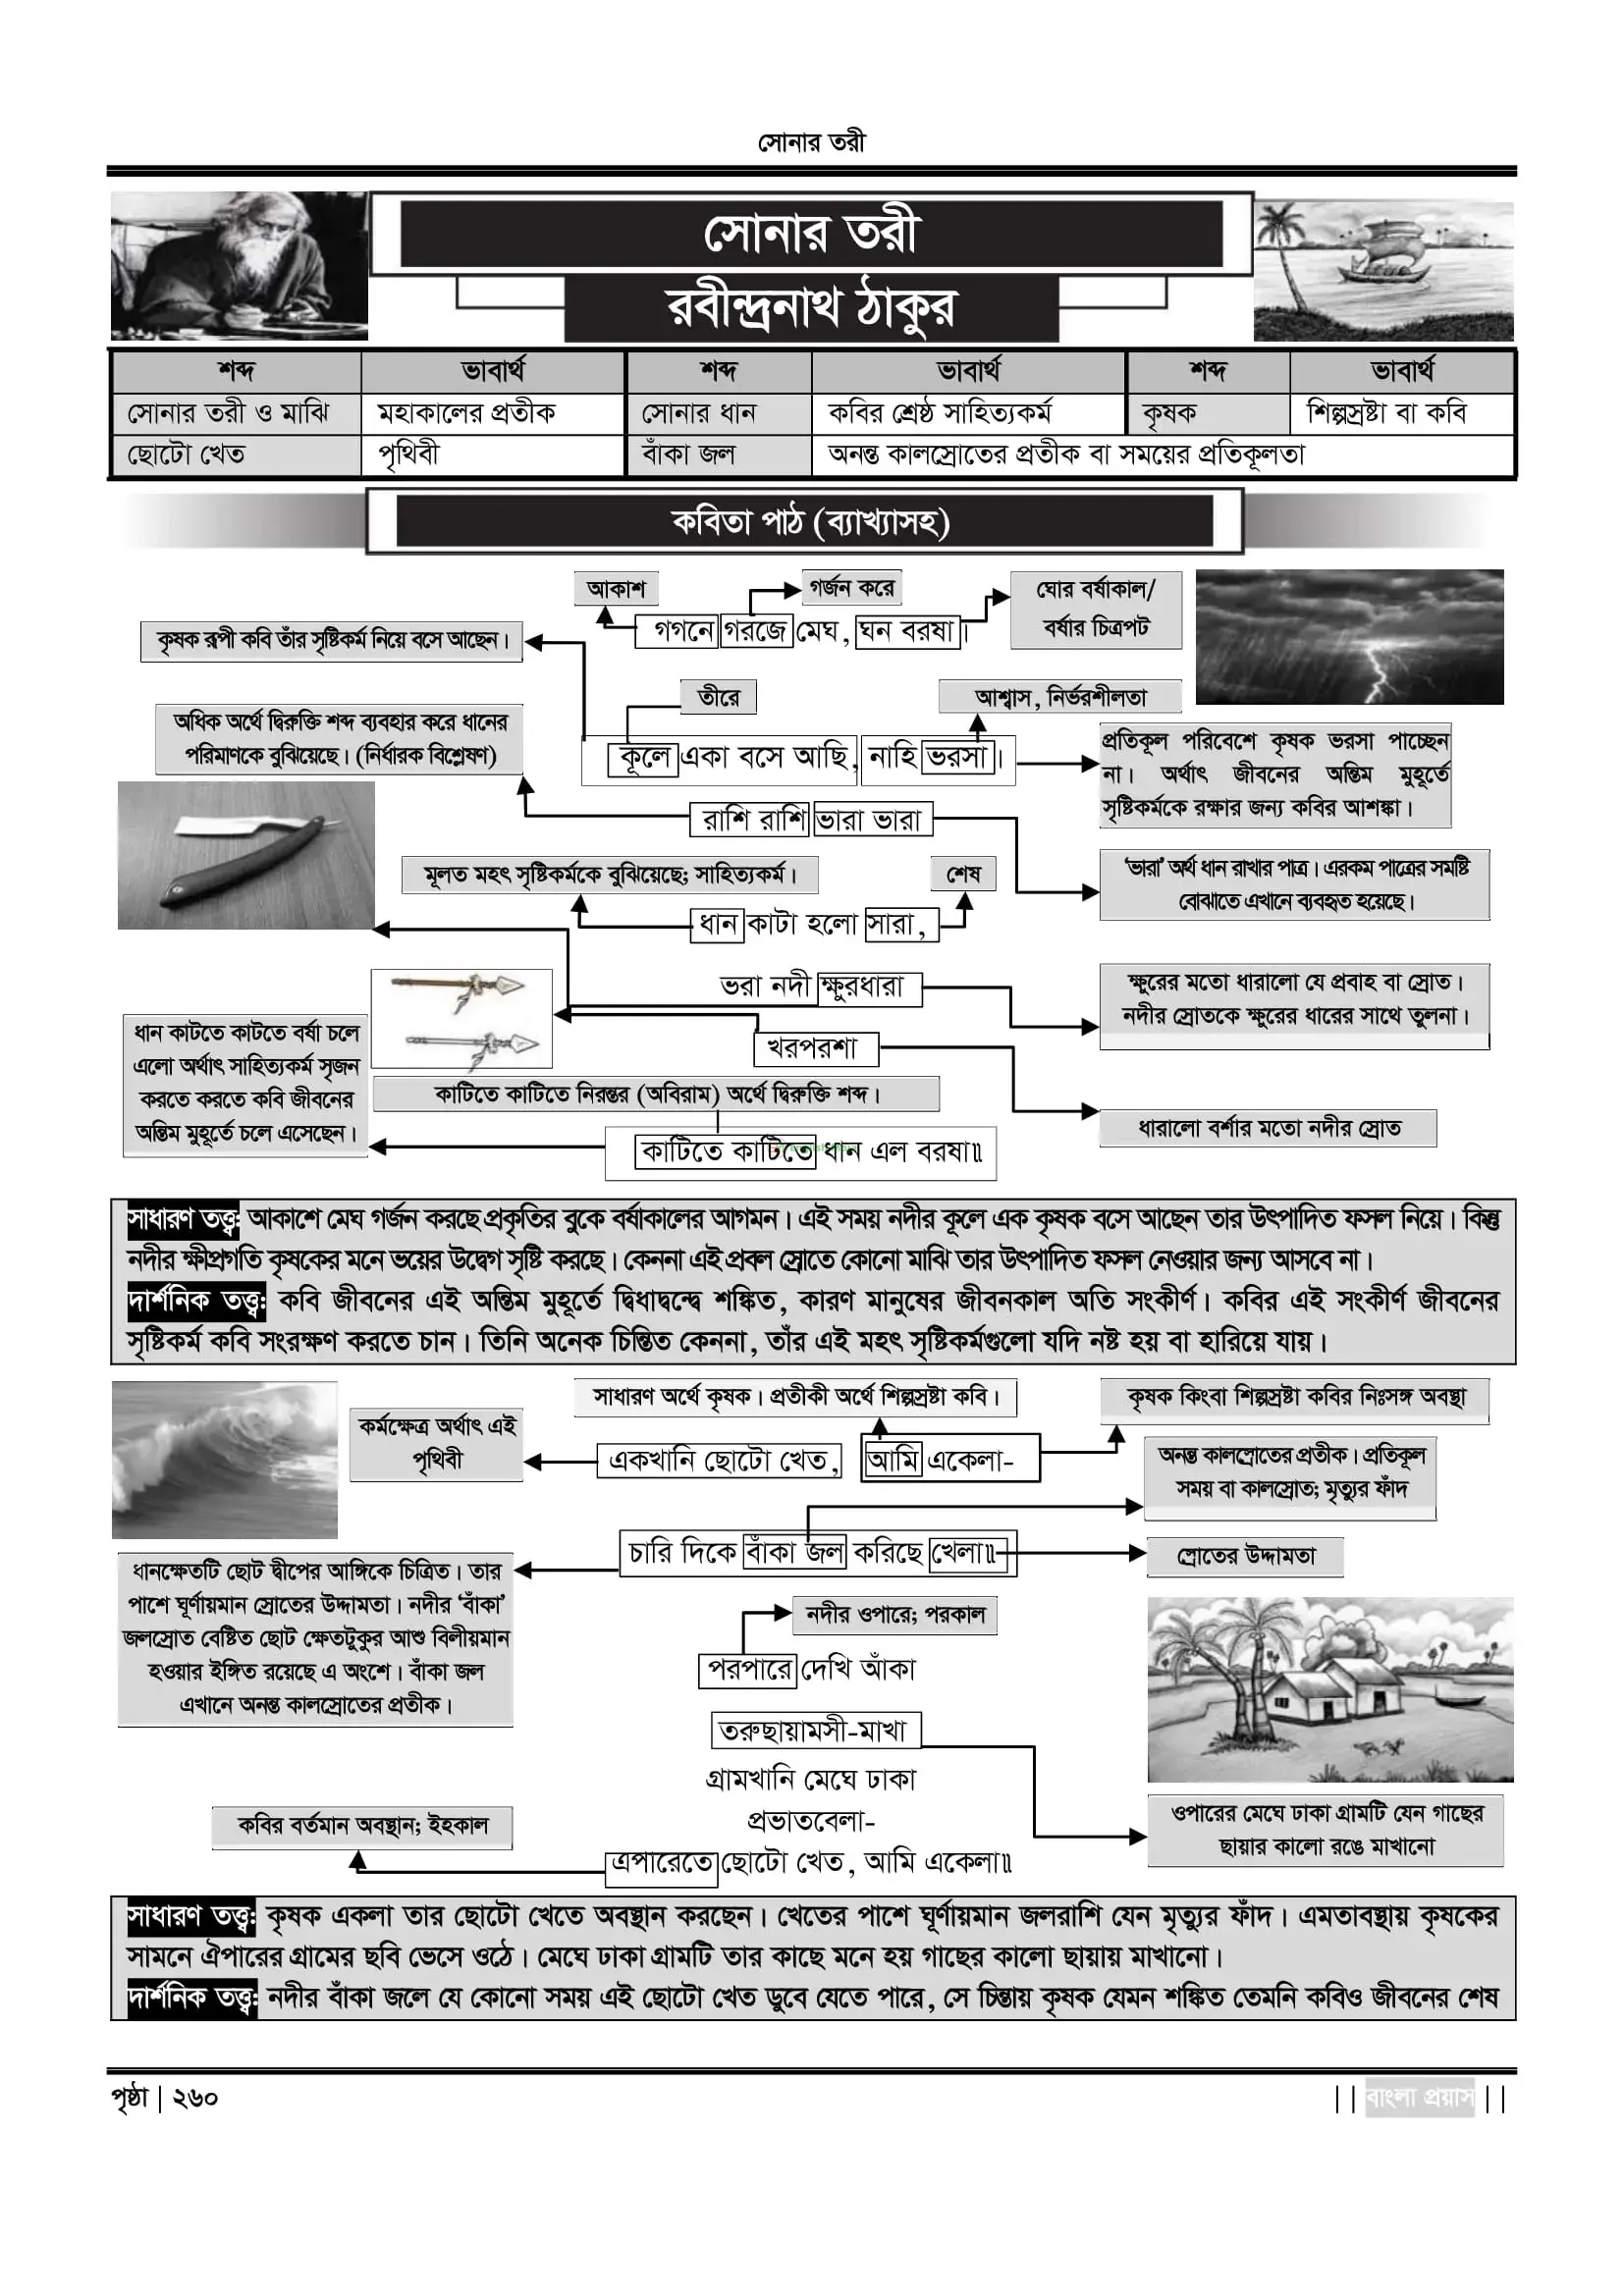 সোনার তরী
সোনার তরী
রবীন্দ্রনাথ ঠাকুর
শব্দ ভাবার্থ শব্দ ভাবার্থ শব্দ ভাবার্থ
সোনার তরী ও মাঝি মহাকালের প্রতীক সোনার ধান কবির শ্রেষ্ঠ সাহিত্যকর্ম কৃষক শিল্পস্রষ্টা বা কবি
ছোটো খেত পৃথিবী বাঁকা জল অনন্ত কালস্রোতের প্রতীক বা সময়ের প্রতিকূলতা
কবিতা পাঠ (ব্যাখ্যাসহ)
আকাশ
গর্জন করে
ঘোর বর্ষাকাল/
বর্ষার চিত্রপট
গগনে গরজে মেঘ, ঘন বরষা।
কৃষক রূপী কবি তাঁর সৃষ্টিকর্ম নিয়ে বসে আছেন।
তীরে
আশ্বাস, নির্ভরশীলতা
অধিক অর্থে দ্বিরুক্তি শব্দ ব্যবহার করে ধানের
পরিমাণকে বুঝিয়েছে। (নির্ধারক বিশ্লেষণ)
কূলে একা বসে আছি, নাহি ভরসা।
প্রতিকূল পরিবেশে কৃষক ভরসা পাচ্ছেন
না। অর্থাৎ জীবনের অন্তিম মুহূর্তে
সৃষ্টিকর্মকে রক্ষার জন্য কবির আশঙ্কা।
রাশি রাশি ভারা ভারা
মূলত মহৎ সৃষ্টিকর্মকে বুঝিয়েছে; সাহিত্যকর্ম।
শেষ
‘ভারা’ অর্থ ধান রাখার পাত্র। এরকম পাত্রের সমষ্টি
বোঝাতে এখানে ব্যবহৃত হয়েছে।
ধান কাটা হলো সারা,
ভরা নদী ক্ষুরধারা
ক্ষুরের মতো ধারালো যে প্রবাহ বা স্রোত।
নদীর স্রোতকে ক্ষুরের ধারের সাথে তুলনা।
খরপরশা
ধান কাটতে কাটতে বর্ষা চলে
এলো অর্থাৎ সাহিত্যকর্ম সৃজন
করতে করতে কবি জীবনের
অন্তিম মুহূর্তে চলে এসেছেন।
কাটিতে কাটিতে নিরন্তর (অবিরাম) অর্থে দ্বিরুক্তি শব্দ।
ধারালো বর্শার মতো নদীর স্রোত
কাটিতে কাটিতে ধান এল বরষা॥
সাধারণ তত্ত্ব: আকাশে মেঘ গর্জন করছে প্রকৃতির বুকে বর্ষাকালের আগমন। এই সময় নদীর কূলে এক কৃষক বসে আছেন তার উৎপাদিত ফসল নিয়ে। কিন্তু
নদীর ক্ষীপ্রগতি কৃষকের মনে ভয়ের উদ্বেগ সৃষ্টি করছে। কেননা এই প্রবল স্রোতে কোনো মাঝি তার উৎপাদিত ফসল নেওয়ার জন্য আসবে না।
দার্শনিক তত্ত্ব: কবি জীবনের এই অন্তিম মুহূর্তে দ্বিধাদ্বন্দ্বে শঙ্কিত, কারণ মানুষের জীবনকাল অতি সংকীর্ণ। কবির এই সংকীর্ণ জীবনের
সৃষ্টিকর্ম কবি সংরক্ষণ করতে চান। তিনি অনেক চিন্তিত কেননা, তাঁর এই মহৎ সৃষ্টিকর্মগুলো যদি নষ্ট হয় বা হারিয়ে যায়।
সাধারণ অর্থে কৃষক। প্রতীকী অর্থে শিল্পস্রষ্টা কবি।
কৃষক কিংবা শিল্পস্রষ্টা কবির নিঃসঙ্গ অবস্থা
কর্মক্ষেত্র অর্থাৎ এই
পৃথিবী
একখানি ছোটো খেত, আমি একেলা-
অনন্ত কালস্রোতের প্রতীক। প্রতিকূল
সময় বা কালস্রোত; মৃত্যুর ফাঁদ
চারি দিকে বাঁকা জল করিছে খেলা॥
স্রোতের উদ্দামতা
ধানক্ষেতটি ছোট দ্বীপের আঙ্গিকে চিত্রিত। তার
পাশে ঘূর্ণায়মান স্রোতের উদ্দামতা। নদীর ‘বাঁকা’
জলস্রোত বেষ্টিত ছোট ক্ষেতটুকুর আশু বিলীয়মান
হওয়ার ইঙ্গিত রয়েছে এ অংশে। বাঁকা জল
এখানে অনন্ত কালস্রোতের প্রতীক।
নদীর ওপারে; পরকাল
পরপারে দেখি আঁকা
তরুছায়ামসী-মাখা
গ্রামখানি মেঘে ঢাকা
প্রভাতবেলা-
কবির বর্তমান অবস্থান; ইহকাল
ওপারের মেঘে ঢাকা গ্রামটি যেন গাছের
ছায়ার কালো রঙে মাখানো
এপারেতে ছোটো খেত, আমি একেলা॥
সাধারণ তত্ত্ব: কৃষক একলা তার ছোটো খেতে অবস্থান করছেন। খেতের পাশে ঘূর্ণায়মান জলরাশি যেন মৃত্যুর ফাঁদ। এমতাবস্থায় কৃষকের
সামনে ঐপারের গ্রামের ছবি ভেসে ওঠে। মেঘে ঢাকা গ্রামটি তার কাছে মনে হয় গাছের কালো ছায়ায় মাখানো।
দার্শনিক তত্ত্ব: নদীর বাঁকা জলে যে কোনো সময় এই ছোটো খেত ডুবে যেতে পারে, সে চিন্তায় কৃষক যেমন শঙ্কিত তেমনি কবিও জীবনের শেষ
পৃষ্ঠা | ২৬০
|| বাংলা প্রয়াস ||